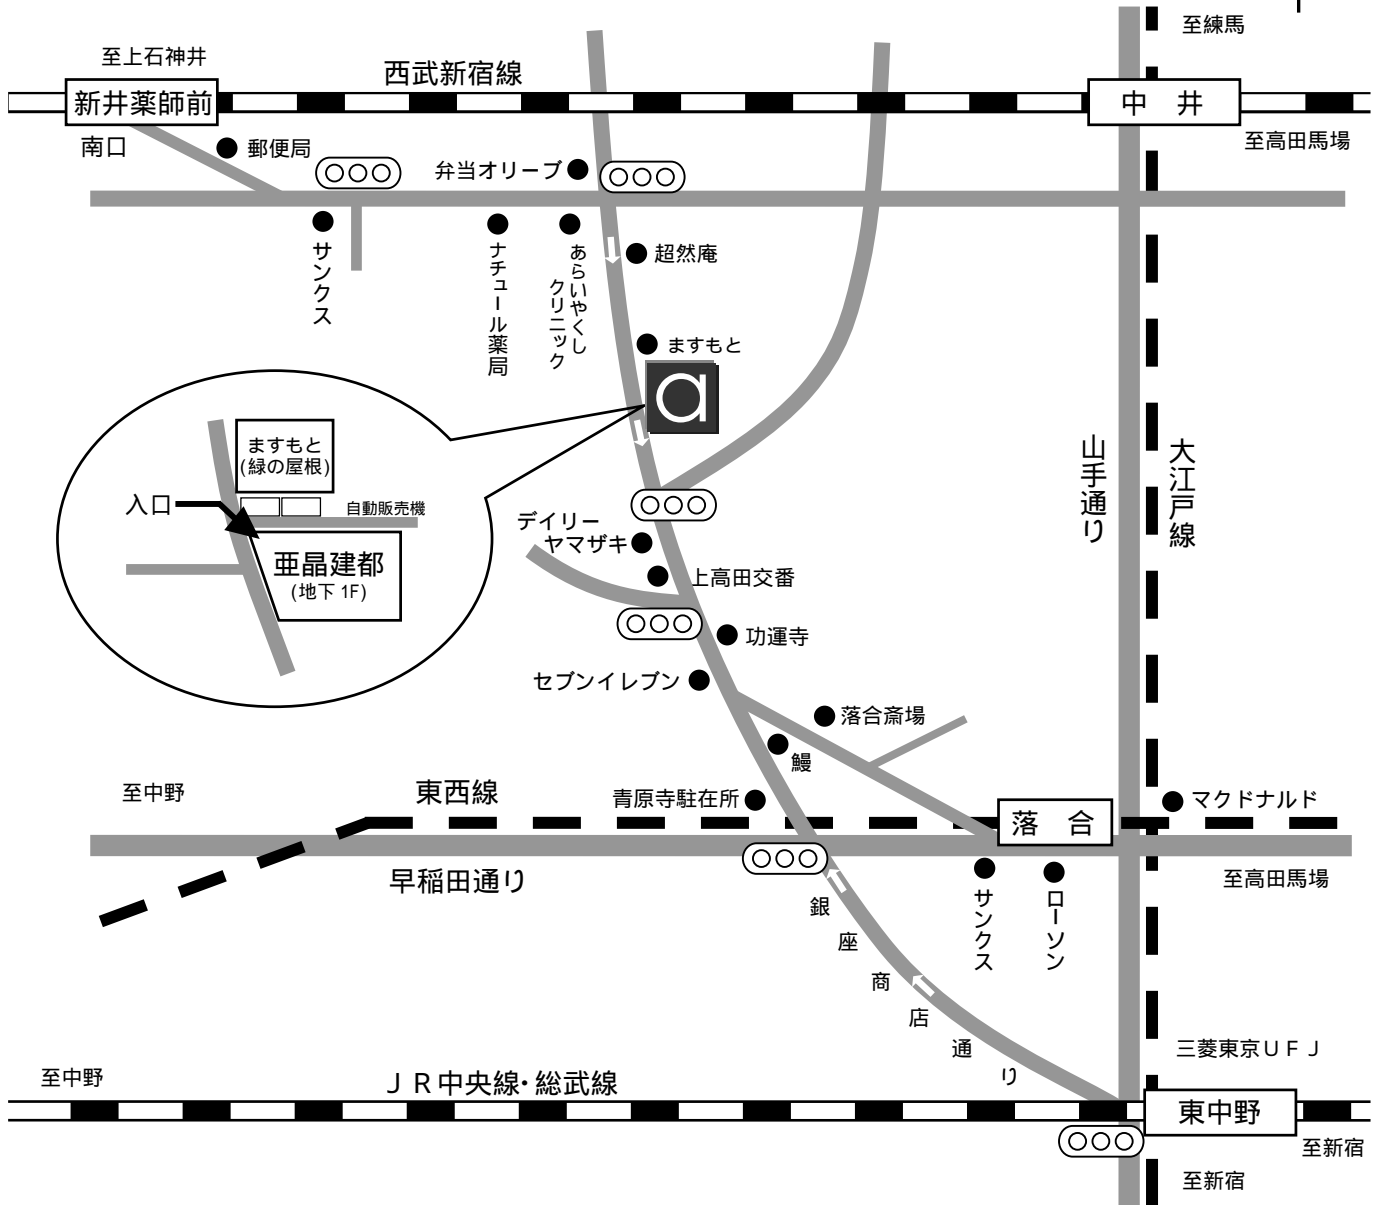 至練馬
至上石神井
西武新宿線
新井薬師前
中 井
南口
郵便局
至高田馬場
弁当オリーブ
サンクス
ナチュール薬局
あらいやくし
クリニック
超然庵
ますもと
a
ますもと
(緑の屋根)
入口
自動販売機
亜晶建都
(地下 1F)
山手通り
大江戸線
デイリー
ヤマザキ
上高田交番
功運寺
セブンイレブン
落合斎場
鰻
至中野
東西線
青原寺駐在所
落 合
マクドナルド
早稲田通り
至高田馬場
サンクス
ローソン
銀座商店通り
三菱東京UFJ
至中野
JR中央線・総武線
東中野
至新宿
至新宿